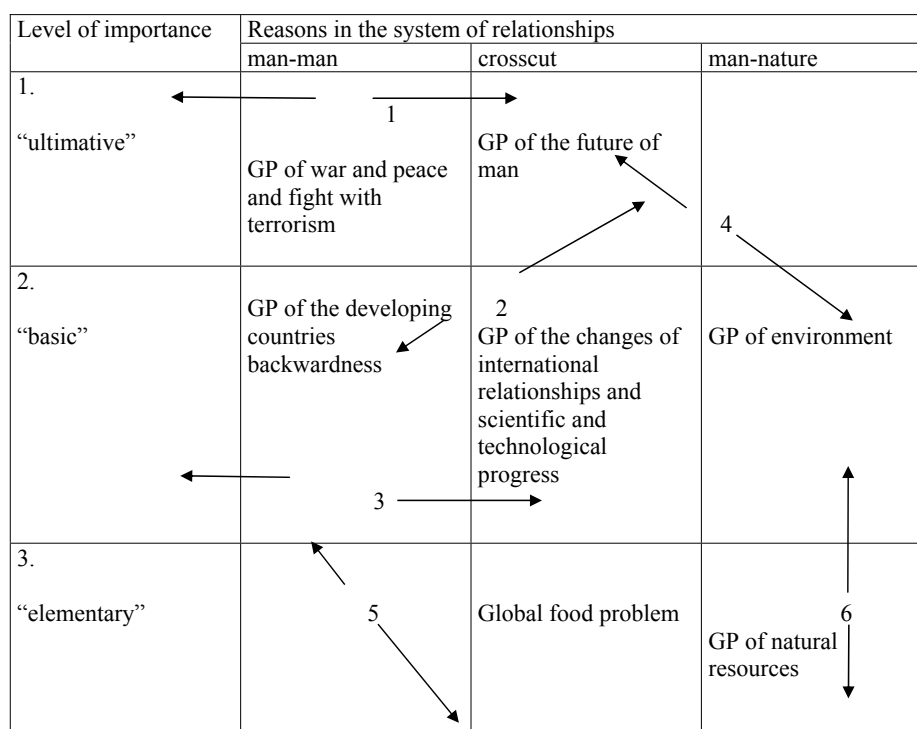 Level of importance
Reasons in the system of relationships
man-man
crosscut
man-nature
1.
“ultimative”
1
GP of war and peace
and fight with
terrorism
GP of the future of
man
4
2.
“basic”
GP of the developing
countries
backwardness
2
GP of the changes of
international
relationships and
scientific and
technological
progress
GP of environment
3
3.
“elementary”
5
Global food problem
6
GP of natural
resources